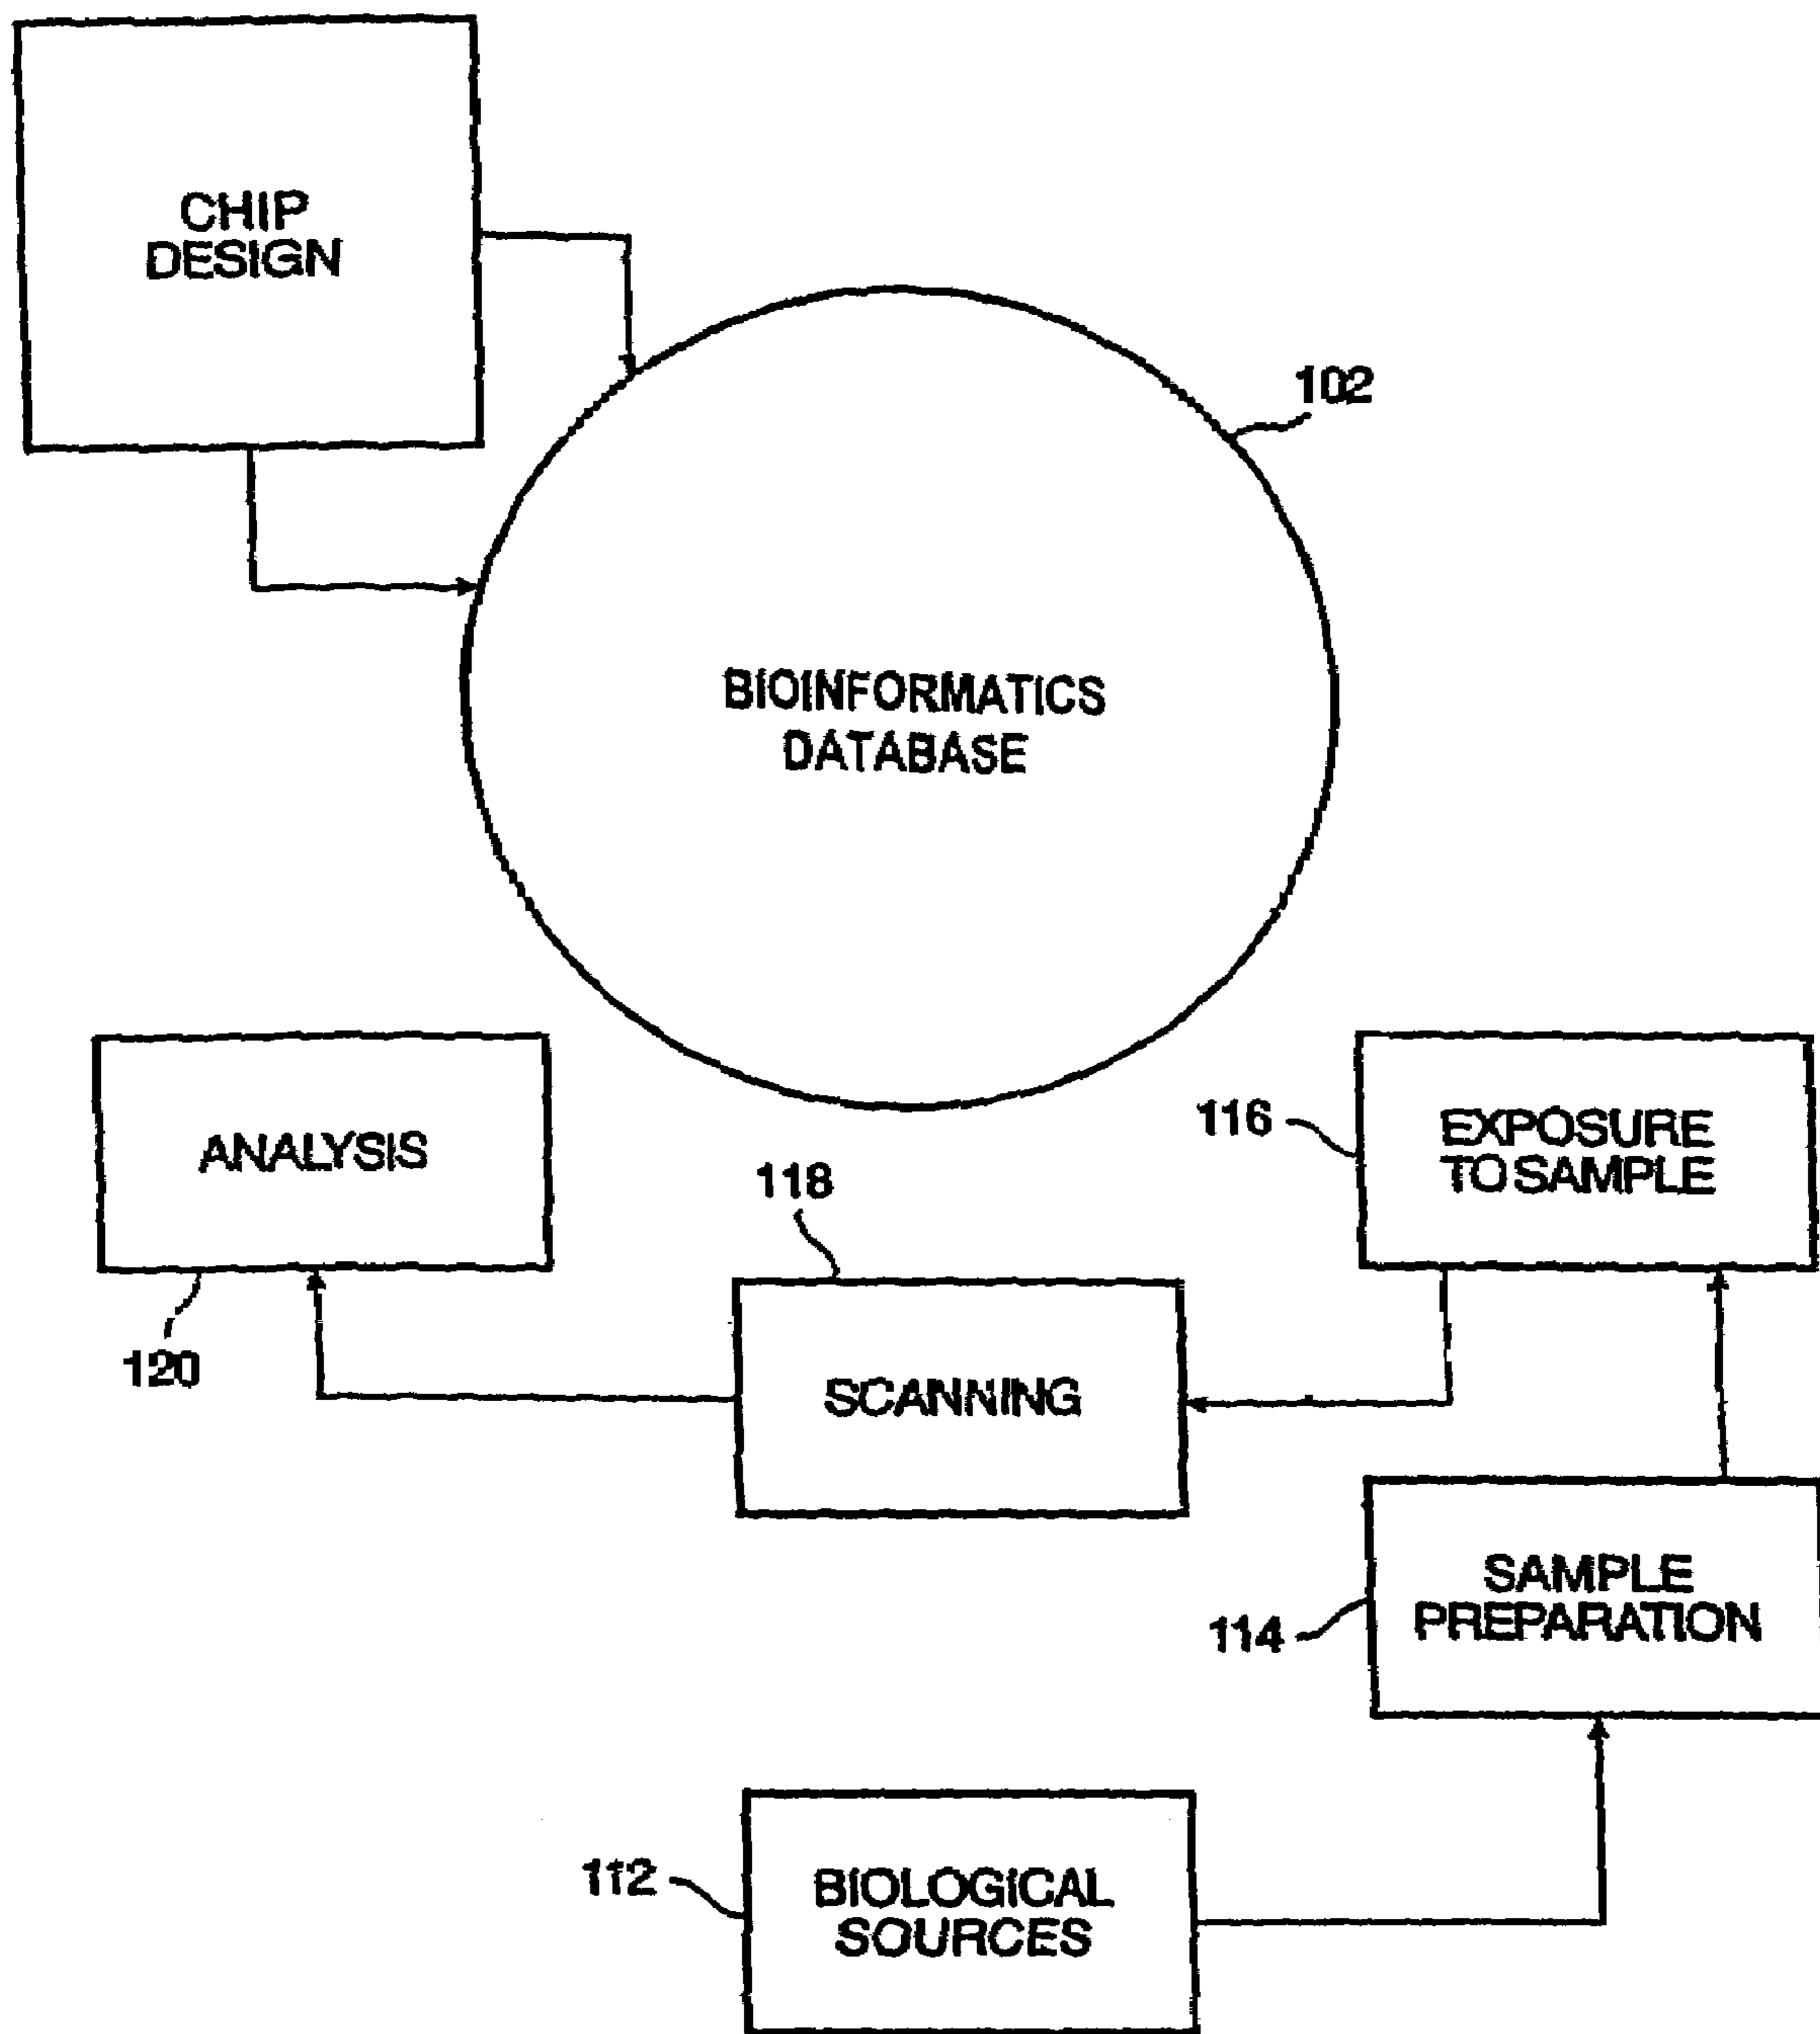 CHIP
DESIGN
102
BIOINFORMATICS
DATABASE
ANALYSIS
116
EXPOSURE
TO SAMPLE
118
120
SCANNING
SAMPLE
PREPARATION
114
112
BIOLOGICAL
SOURCES